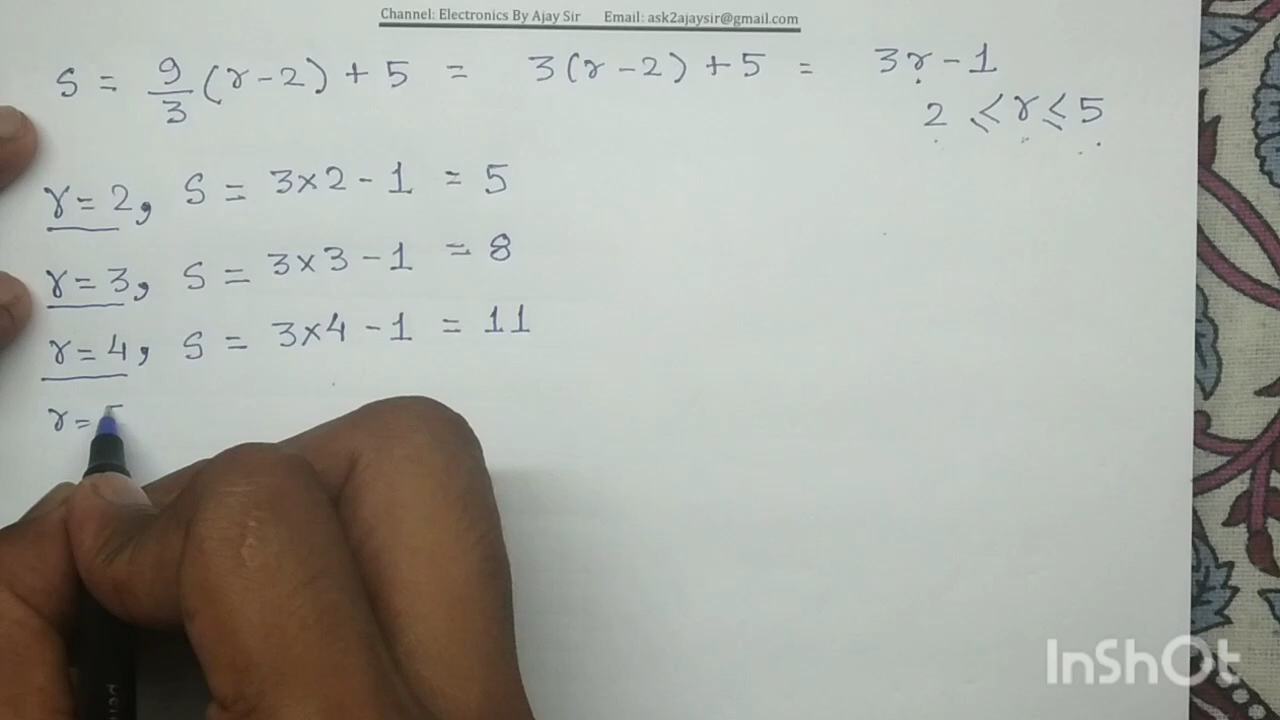 Channel: Electronics By Ajay Sir Email: ask2ajaysir@gmail.com
S = 9/3 (r - 2) + 5 = 3(r - 2) + 5 = 3r - 1
2 ≤ r ≤ 5
r = 2, S = 3×2 - 1 = 5
r = 3, S = 3×3 - 1 = 8
r = 4, S = 3×4 - 1 = 11
r =
InShOt